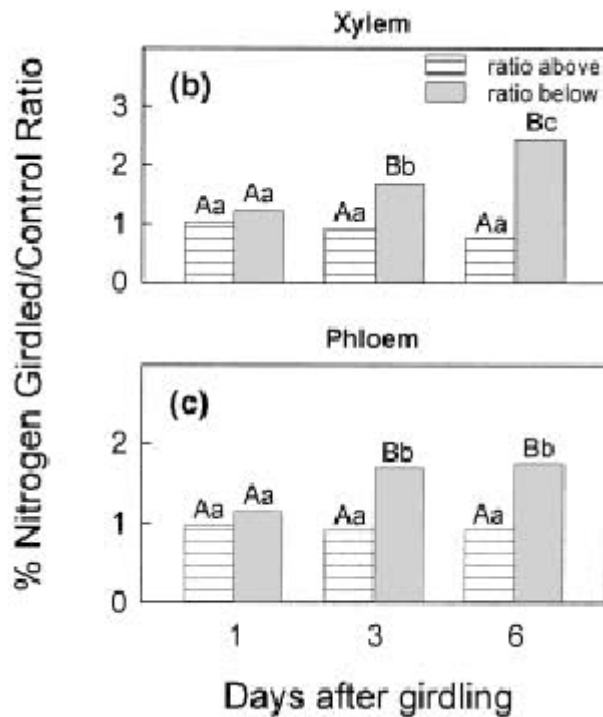 Xylem
(b)
ratio above
ratio below
3
2
1
0
Aa Aa
Aa Bb
Aa Bc
Phloem
(c)
2
1
0
Aa Aa
Aa Bb
Aa Bb
1 3 6
Days after girdling
% Nitrogen Girdled/Control Ratio